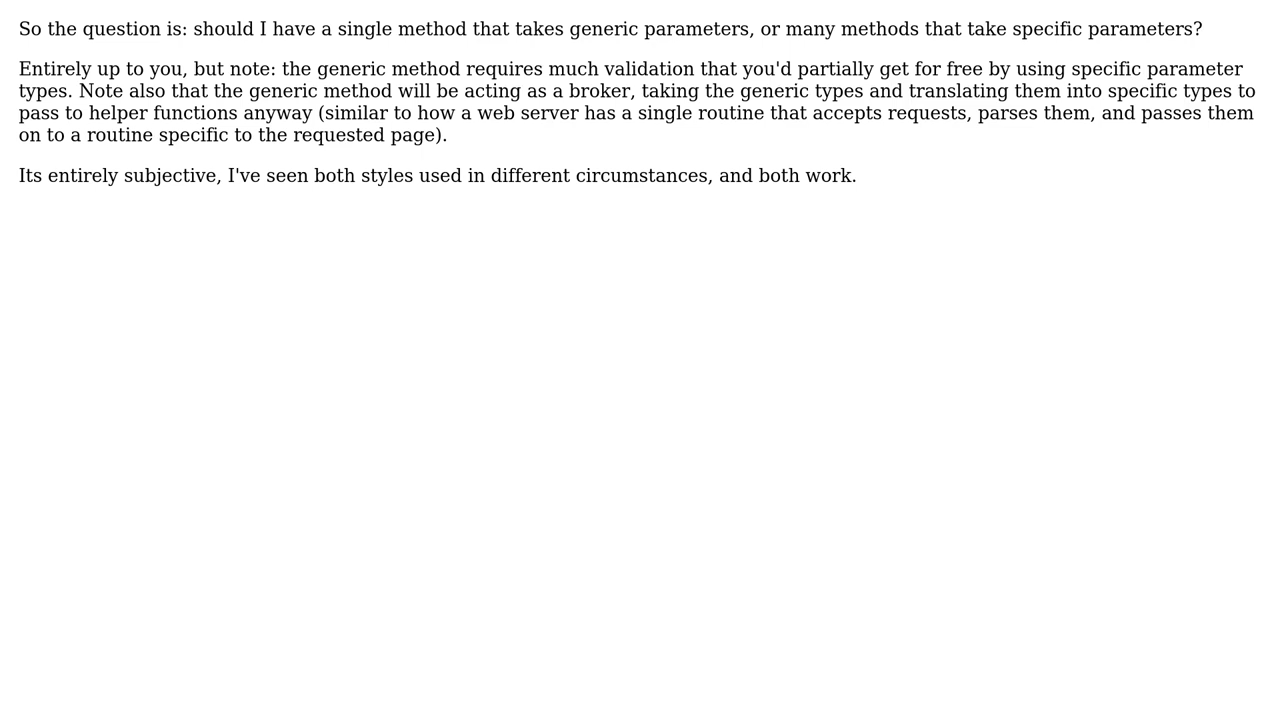 So the question is: should I have a single method that takes generic parameters, or many methods that take specific parameters?
Entirely up to you, but note: the generic method requires much validation that you'd partially get for free by using specific parameter
types. Note also that the generic method will be acting as a broker, taking the generic types and translating them into specific types to
pass to helper functions anyway (similar to how a web server has a single routine that accepts requests, parses them, and passes them
on to a routine specific to the requested page).
Its entirely subjective, I've seen both styles used in different circumstances, and both work.